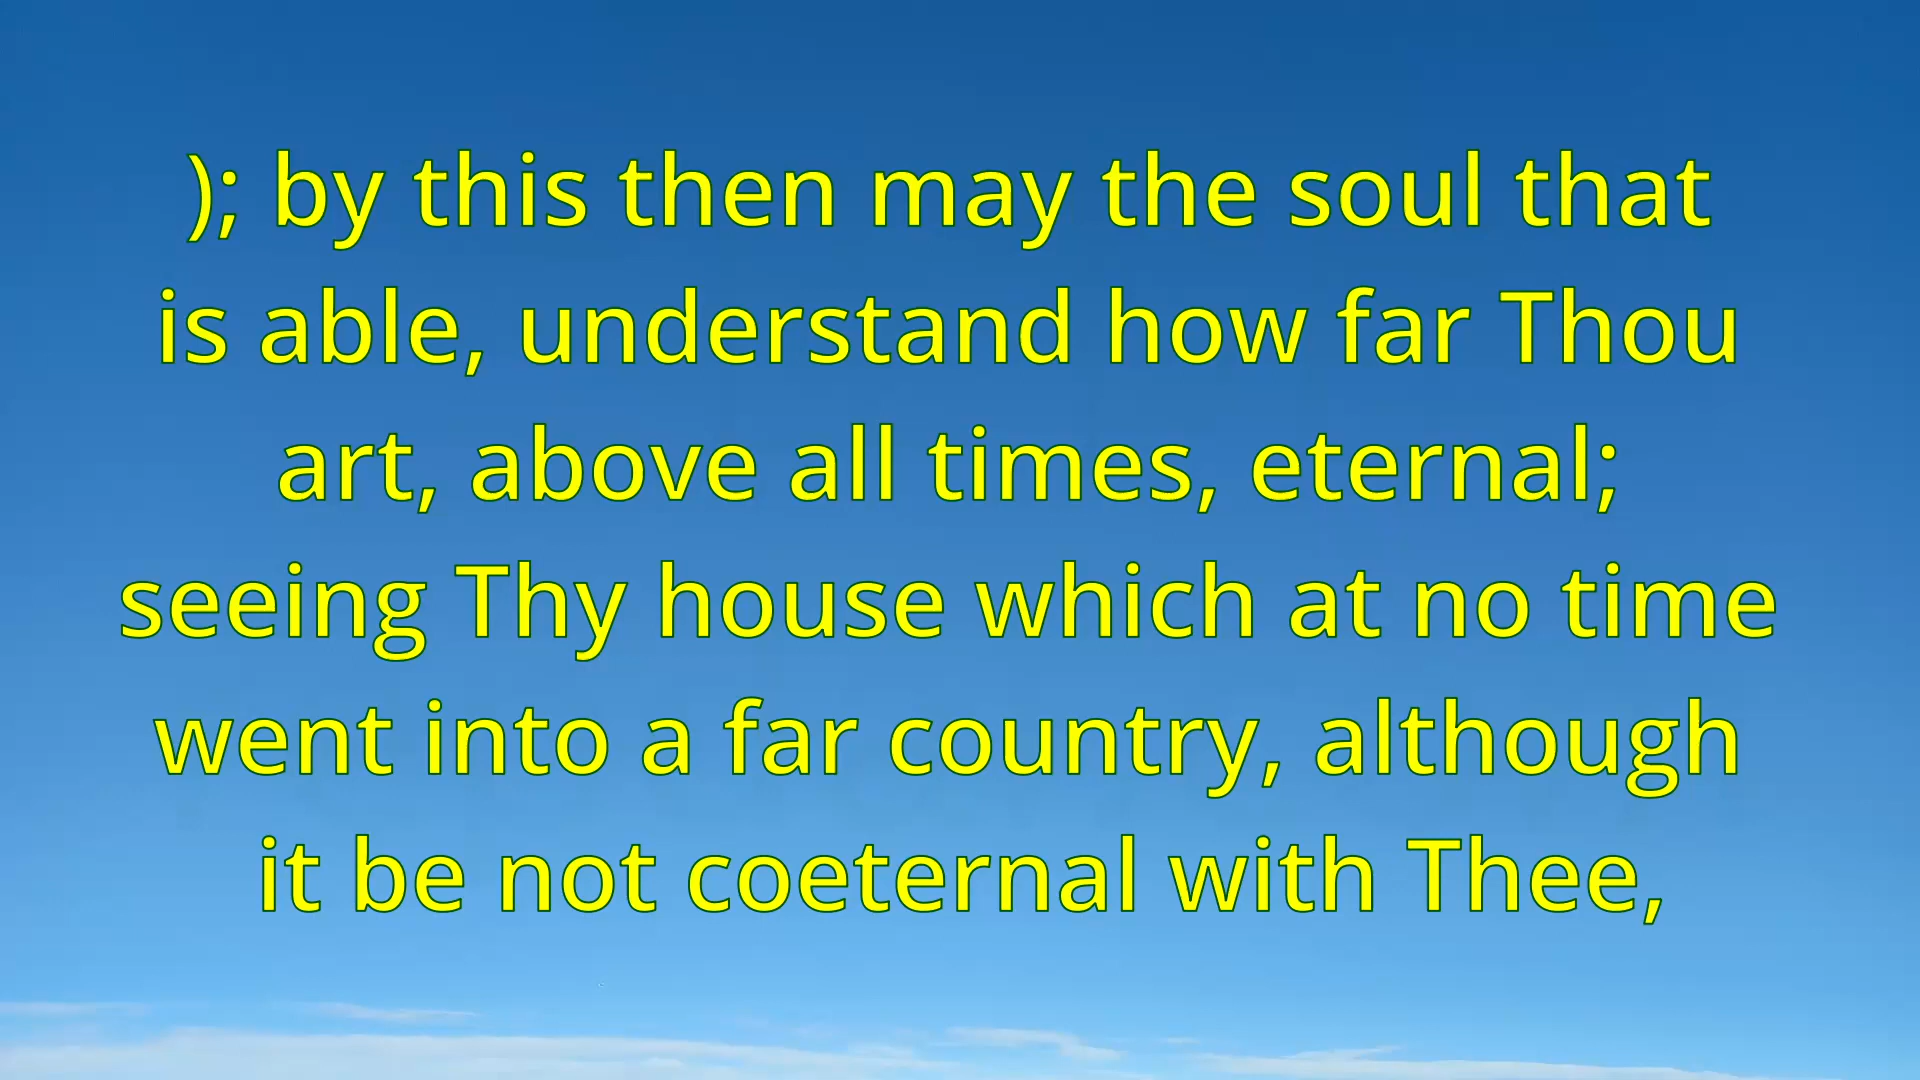 ); by this then may the soul that
is able, understand how far Thou
art, above all times, eternal;
seeing Thy house which at no time
went into a far country, although
it be not coeternal with Thee,